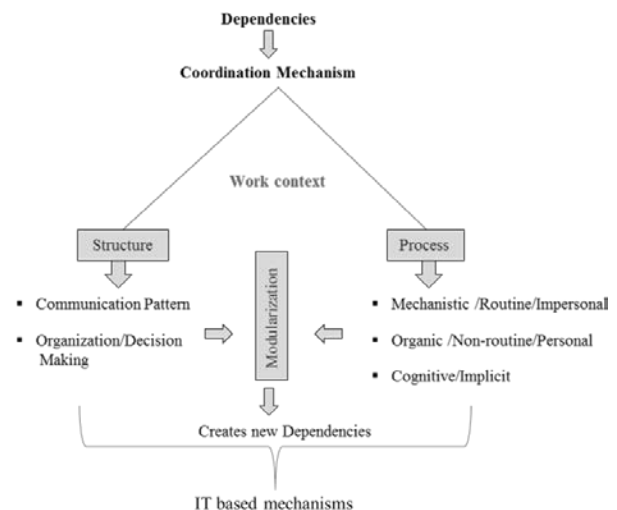 Dependencies
Coordination Mechanism
Work context
Structure
Process
▪ Communication Pattern
▪ Organization/Decision
Making
Modularization
▪ Mechanistic /Routine/Impersonal
▪ Organic /Non-routine/Personal
▪ Cognitive/Implicit
Creates new Dependencies
IT based mechanisms